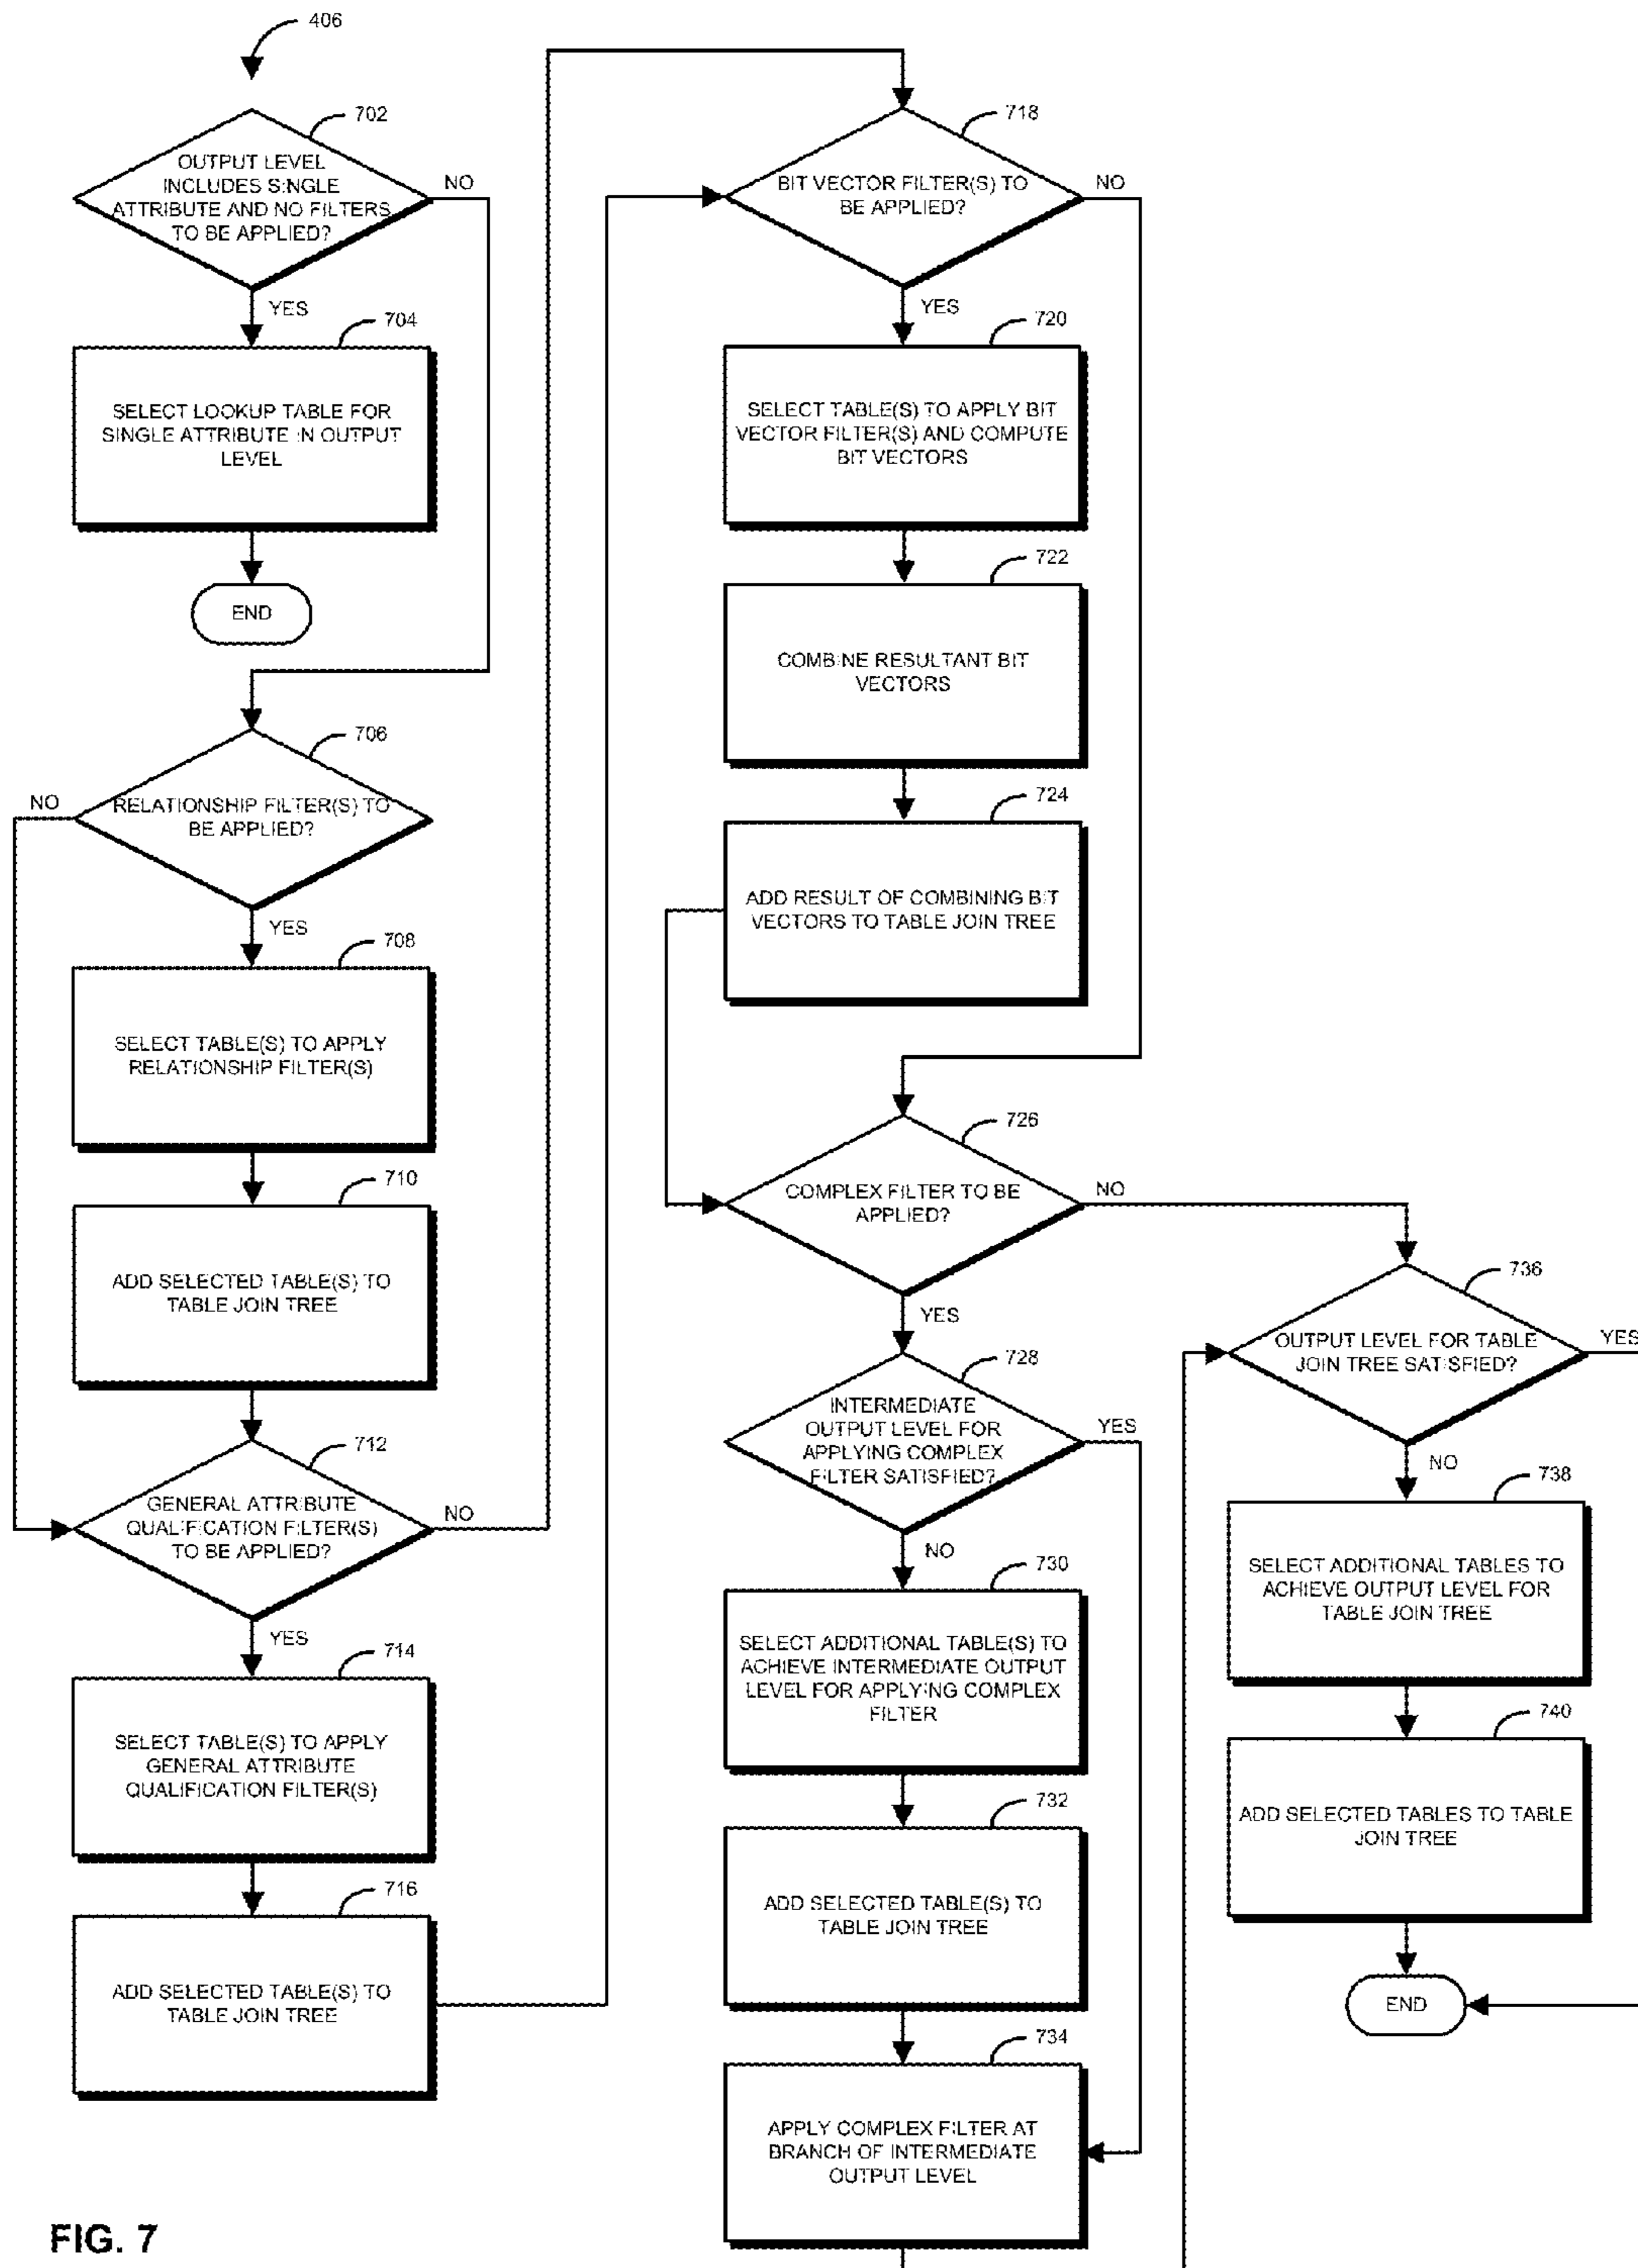 406
702
OUTPUT LEVEL
INCLUDES SINGLE
ATTRIBUTE AND NO FILTERS
TO BE APPLIED?
NO
YES
704
SELECT LOOKUP TABLE FOR
SINGLE ATTRIBUTE IN OUTPUT
LEVEL
END
706
RELATIONSHIP FILTER(S) TO
BE APPLIED?
NO
YES
708
SELECT TABLE(S) TO APPLY
RELATIONSHIP FILTER(S)
710
ADD SELECTED TABLE(S) TO
TABLE JOIN TREE
712
GENERAL ATTRIBUTE
QUALIFICATION FILTER(S)
TO BE APPLIED?
NO
YES
714
SELECT TABLE(S) TO APPLY
GENERAL ATTRIBUTE
QUALIFICATION FILTER(S)
716
ADD SELECTED TABLE(S) TO
TABLE JOIN TREE
718
BIT VECTOR FILTER(S) TO
BE APPLIED?
NO
YES
720
SELECT TABLE(S) TO APPLY BIT
VECTOR FILTER(S) AND COMPUTE
BIT VECTORS
722
COMBINE RESULTANT BIT
VECTORS
724
ADD RESULT OF COMBINING BIT
VECTORS TO TABLE JOIN TREE
726
COMPLEX FILTER TO BE
APPLIED?
NO
YES
728
INTERMEDIATE
OUTPUT LEVEL FOR
APPLYING COMPLEX
FILTER SATISFIED?
YES
NO
730
SELECT ADDITIONAL TABLE(S) TO
ACHIEVE INTERMEDIATE OUTPUT
LEVEL FOR APPLYING COMPLEX
FILTER
732
ADD SELECTED TABLE(S) TO
TABLE JOIN TREE
734
APPLY COMPLEX FILTER AT
BRANCH OF INTERMEDIATE
OUTPUT LEVEL
736
OUTPUT LEVEL FOR TABLE
JOIN TREE SATISFIED?
YES
NO
738
SELECT ADDITIONAL TABLES TO
ACHIEVE OUTPUT LEVEL FOR
TABLE JOIN TREE
740
ADD SELECTED TABLES TO TABLE
JOIN TREE
END
FIG. 7